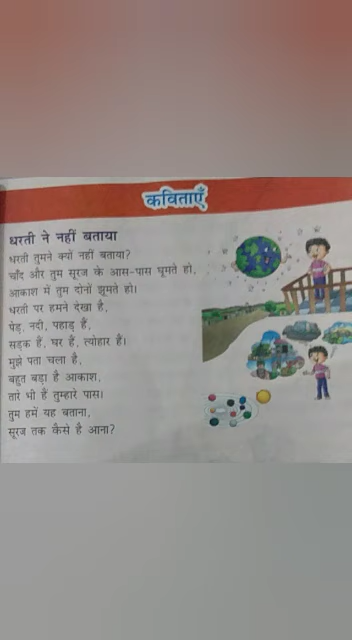 कविताएँ
धरती ने नहीं बताया
धरती तुमने क्यों नहीं बताया?
चाँद और तुम सूरज के आस-पास घूमते हो,
आकाश में तुम दोनों झूमते हो।
धरती पर हमने देखा है,
पेड़, नदी, पहाड़ हैं,
सड़क हैं, घर हैं, त्योहार हैं।
मुझे पता चला है,
बहुत बड़ा है आकाश,
तारे भी हैं तुम्हारे पास।
तुम हमें यह बताना,
सूरज तक कैसे है आना?